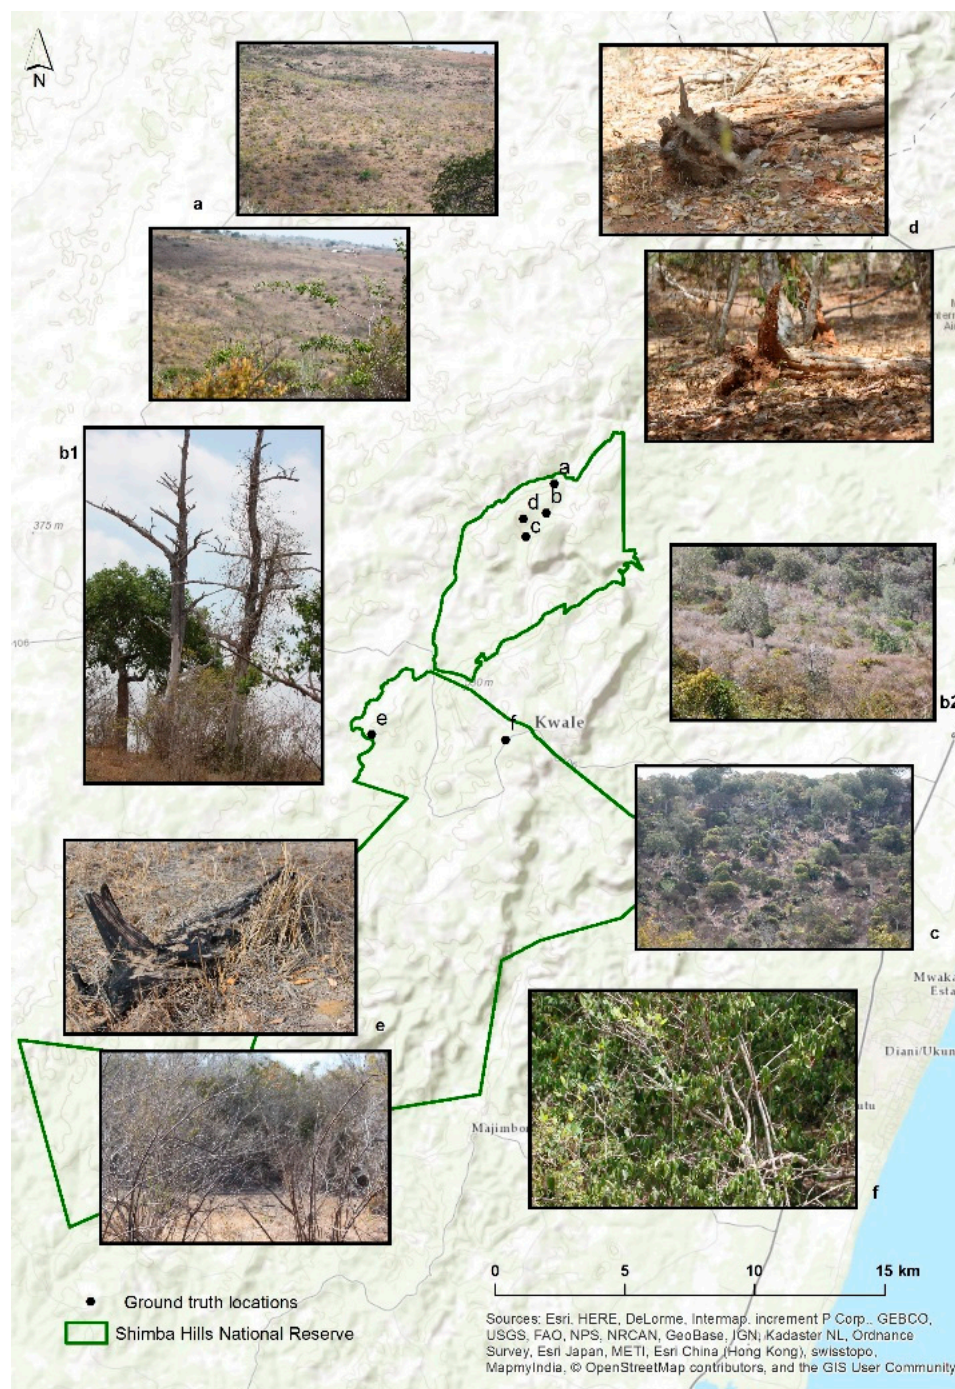 N
a
d
b1
a
b
d
c
375 m
406
b2
Kwale
e
f
c
Mwaka
Esta
e
Diani/Ukun
utu
Majimbo
f
0 5 10 15 km
Ground truth locations
Shimba Hills National Reserve
Sources: Esri, HERE, DeLorme, Intermap, increment P Corp., GEBCO,
USGS, FAO, NPS, NRCAN, GeoBase, IGN, Kadaster NL, Ordnance
Survey, Esri Japan, METI, Esri China (Hong Kong), swisstopo,
MapmyIndia, © OpenStreetMap contributors, and the GIS User Community